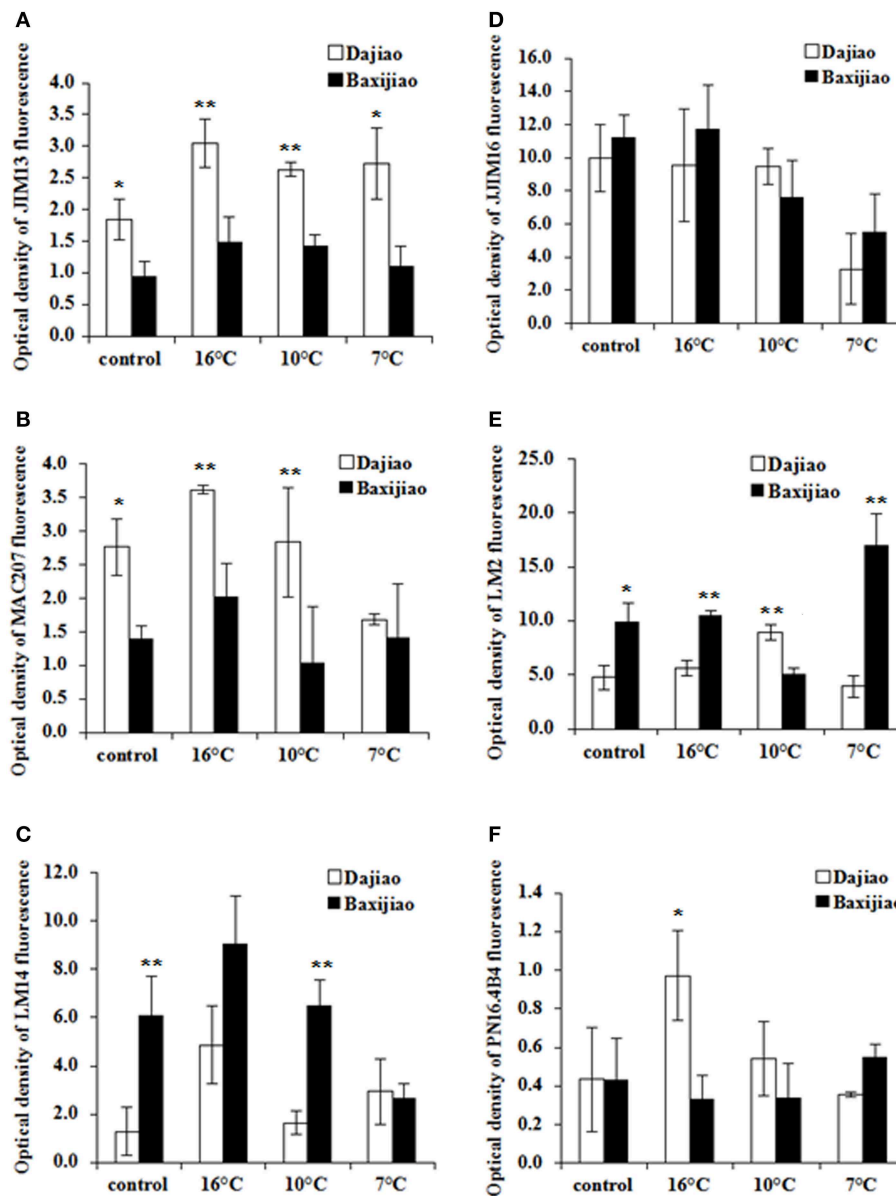 A
Optical density of JIM13 fluorescence
Dajiao
Baxijiao
4.0
3.5
3.0
2.5
2.0
1.5
1.0
0.5
0.0
*
**
**
*
control
16°C
10°C
7°C
D
Optical density of JJIM16 fluorescence
Dajiao
Baxijiao
16.0
14.0
12.0
10.0
8.0
6.0
4.0
2.0
0.0
control
16°C
10°C
7°C
B
Optical density of MAC207 fluorescence
Dajiao
Baxijiao
4.0
3.5
3.0
2.5
2.0
1.5
1.0
0.5
0.0
*
**
**
control
16°C
10°C
7°C
E
Optical density of LM2 fluorescence
Dajiao
Baxijiao
25.0
20.0
15.0
10.0
5.0
0.0
*
**
**
**
control
16°C
10°C
7°C
C
Optical density of LM14 fluorescence
Dajiao
Baxijiao
12.0
10.0
8.0
6.0
4.0
2.0
0.0
**
**
control
16°C
10°C
7°C
F
Optical density of PN16.4B4 fluorescence
Dajiao
Baxijiao
1.4
1.2
1.0
0.8
0.6
0.4
0.2
0.0
*
control
16°C
10°C
7°C